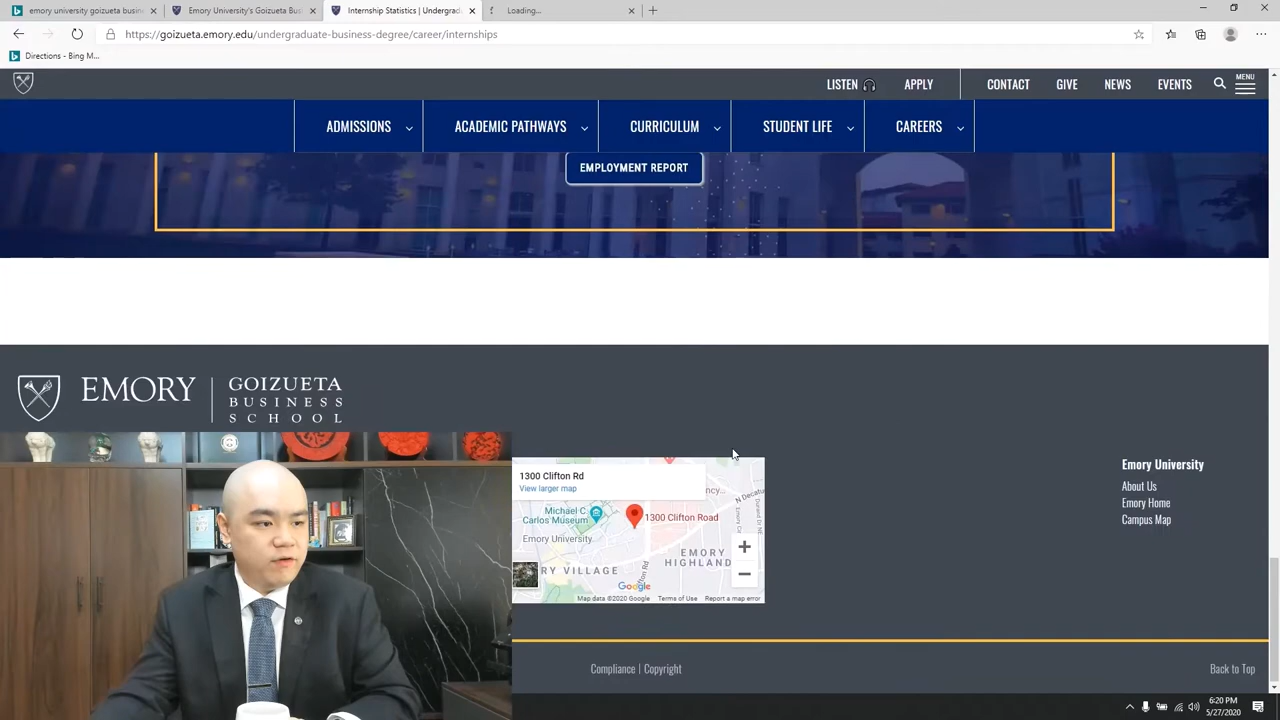 emory university goizueta busin
Emory University's Goizueta Bus
Internship Statistics | Undergrad
Loading...
https://goizueta.emory.edu/undergraduate-business-degree/career/internships
Directions - Bing M...
LISTEN
APPLY
CONTACT
GIVE
NEWS
EVENTS
MENU
ADMISSIONS
ACADEMIC PATHWAYS
CURRICULUM
STUDENT LIFE
CAREERS
EMPLOYMENT REPORT
EMORY
GOIZUETA
BUSINESS
SCHOOL
1300 Clifton Rd
View larger map
Michael C.
Carlos Museum
Emory University
1300 Clifton Road
N Decatur
EMORY
HIGHLAND
RY VILLAGE
Google
Map data ©2020 Google
Terms of Use
Report a map error
Emory University
About Us
Emory Home
Campus Map
Compliance | Copyright
Back to Top
6:20 PM
5/27/2020